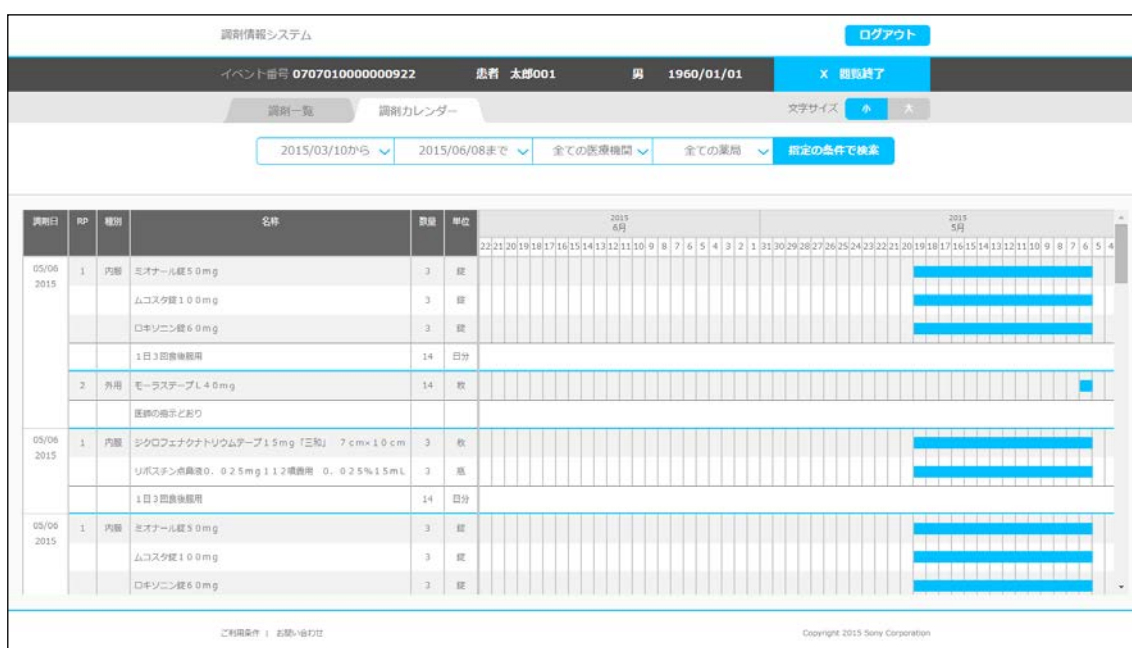 調剤情報システム
ログアウト
イベント番号 0707010000000922 患者 太郎001 男 1960/01/01 X 閲覧終了
調剤一覧 調剤カレンダー 文字サイズ 小 大
2015/03/10から 2015/06/08まで 全ての医療機関 全ての薬局 指定の条件で検索
調剤日 RP 種別 名称 数量 単位 2015 6月 2015 5月
22 21 20 19 18 17 16 15 14 13 12 11 10 9 8 7 6 5 4 3 2 1 31 30 29 28 27 26 25 24 23 22 21 20 19 18 17 16 15 14 13 12 11 10 9 8 7 6 5 4
05/06 2015 1 内服 ミオナール錠50mg 3 錠
ムコスタ錠100mg 3 錠
ロキソニン錠60mg 3 錠
1日3回食後服用 14 日分
2 外用 モーラステープL40mg 14 枚
医師の指示どおり
05/06 2015 1 内服 ジクロフェナクナトリウムテープ15mg「三和」 7cm×10cm 3 枚
リボスチン点鼻液0.025mg112噴霧用 0.025%15mL 3 瓶
1日3回食後服用 14 日分
05/06 2015 1 内服 ミオナール錠50mg 3 錠
ムコスタ錠100mg 3 錠
ロキソニン錠60mg 3 錠
ご利用条件 | お問い合わせ
Copyright 2015 Sony Corporation